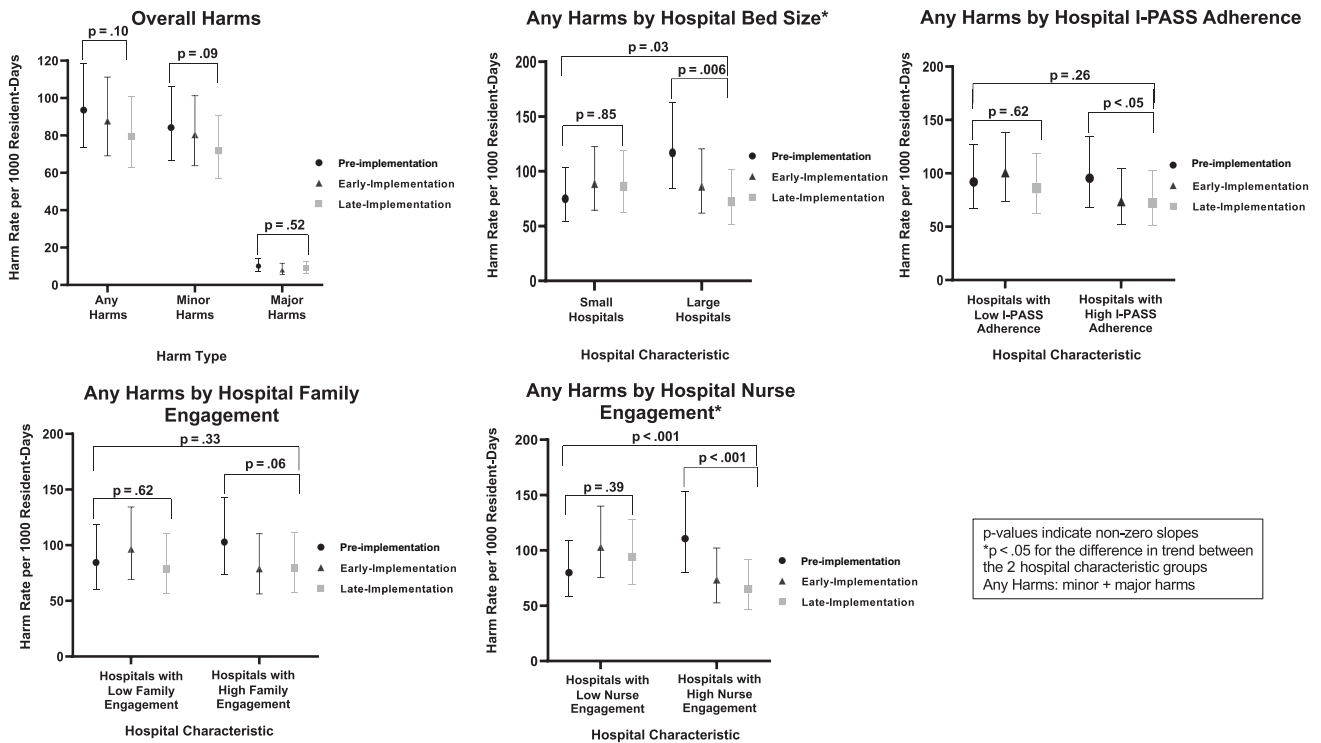 Overall Harms
p = .10
p = .09
p = .52
Harm Rate per 1000 Resident-Days
120
100
80
60
40
20
0
Any
Harms
Minor
Harms
Major
Harms
Harm Type
Pre-implementation
Early-Implementation
Late-Implementation
Any Harms by Hospital Bed Size*
p = .03
p = .006
p = .85
Harm Rate per 1000 Resident-Days
200
150
100
50
0
Small
Hospitals
Large
Hospitals
Hospital Characteristic
Pre-implementation
Early-Implementation
Late-Implementation
Any Harms by Hospital I-PASS Adherence
p = .26
p = .62
p < .05
Harm Rate per 1000 Resident-Days
200
150
100
50
0
Hospitals with
Low I-PASS
Adherence
Hospitals with
High I-PASS
Adherence
Hospital Characteristic
Pre-implementation
Early-Implementation
Late-Implementation
Any Harms by Hospital Family
Engagement
p = .33
p = .06
p = .62
Harm Rate per 1000 Resident-Days
200
150
100
50
0
Hospitals with
Low Family
Engagement
Hospitals with
High Family
Engagement
Hospital Characteristic
Pre-implementation
Early-Implementation
Late-Implementation
Any Harms by Hospital Nurse
Engagement*
p < .001
p < .001
p = .39
Harm Rate per 1000 Resident-Days
200
150
100
50
0
Hospitals with
Low Nurse
Engagement
Hospitals with
High Nurse
Engagement
Hospital Characteristic
Pre-implementation
Early-Implementation
Late-Implementation
p-values indicate non-zero slopes
*p < .05 for the difference in trend between
the 2 hospital characteristic groups
Any Harms: minor + major harms